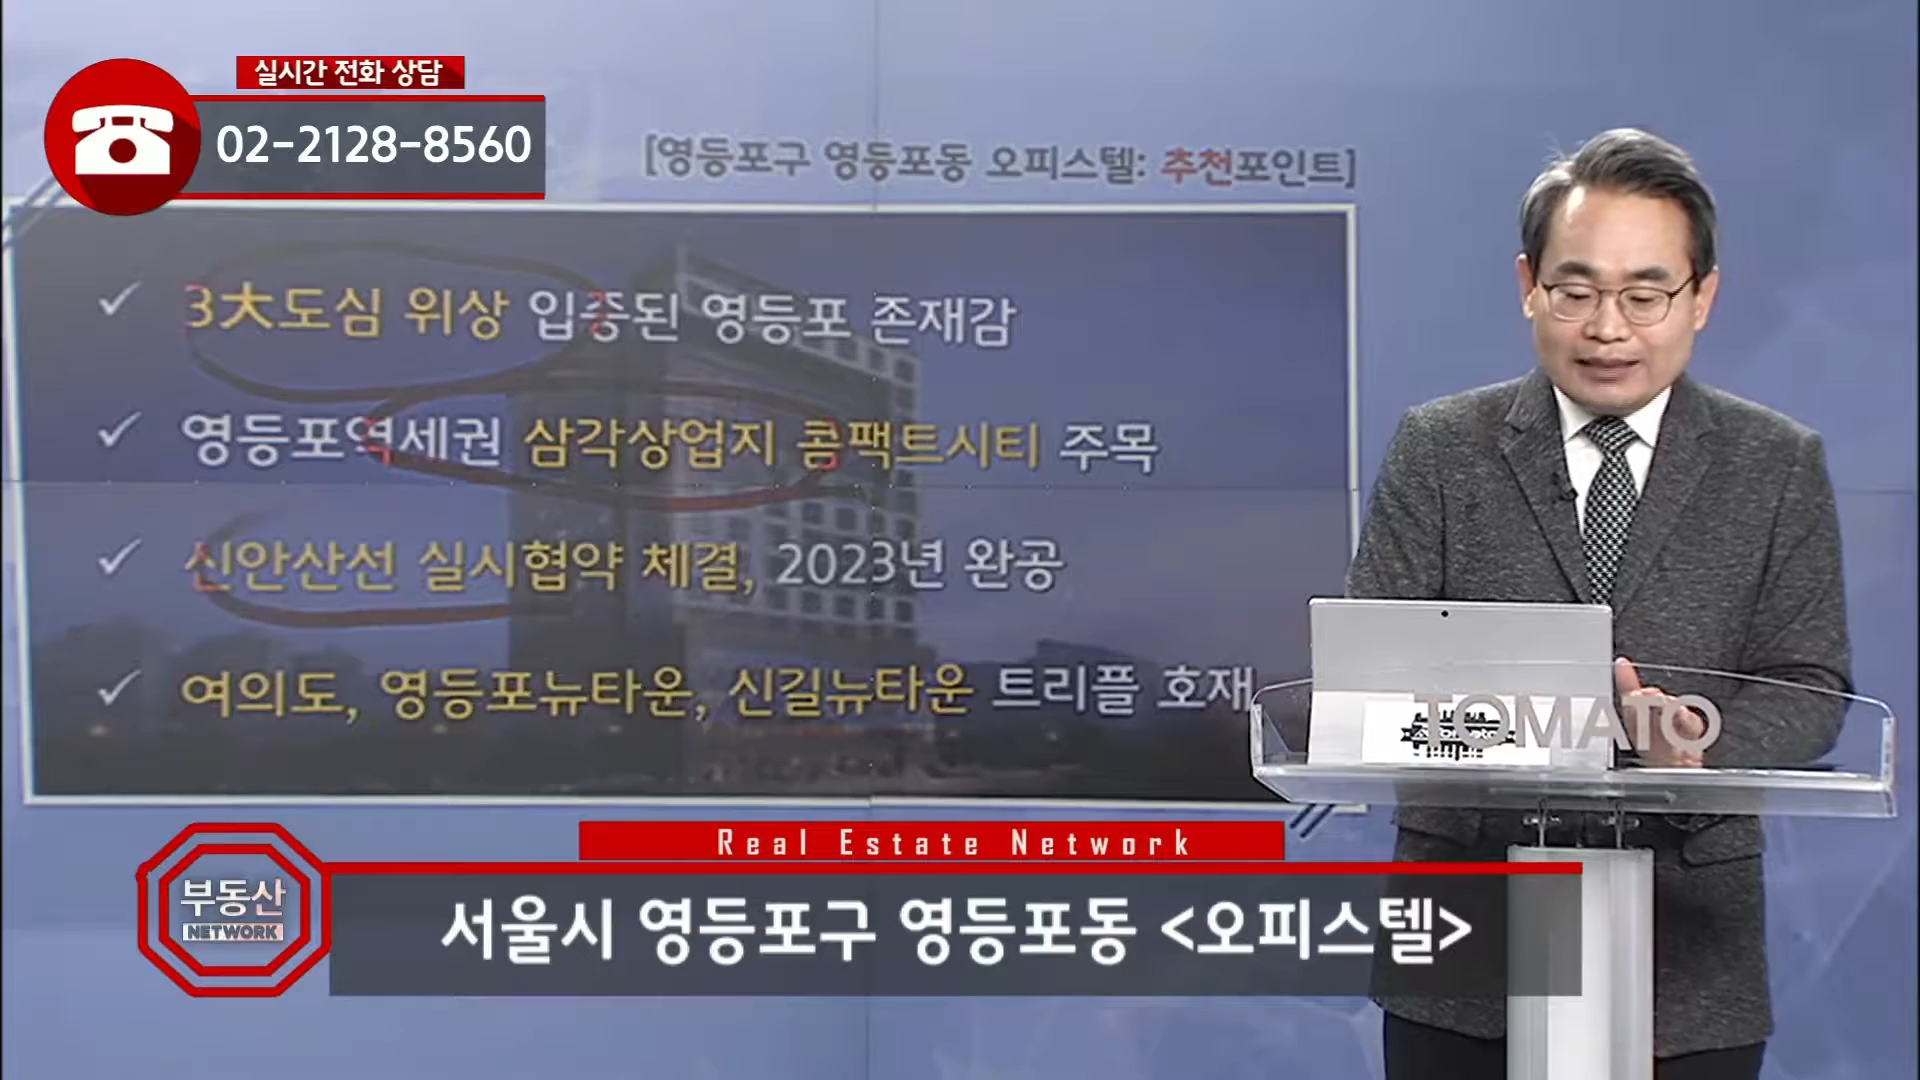 실시간 전화 상담
02-2128-8560
[영등포구 영등포동 오피스텔: 추천포인트]
✓ 3大도심 위상 입증된 영등포 존재감
✓ 영등포역세권 삼각상업지 콤팩트시티 주목
✓ 신안산선 실시협약 체결, 2023년 완공
✓ 여의도, 영등포뉴타운, 신길뉴타운 트리플 호재
TOMATO
Real Estate Network
부동산
NETWORK
서울시 영등포구 영등포동 <오피스텔>